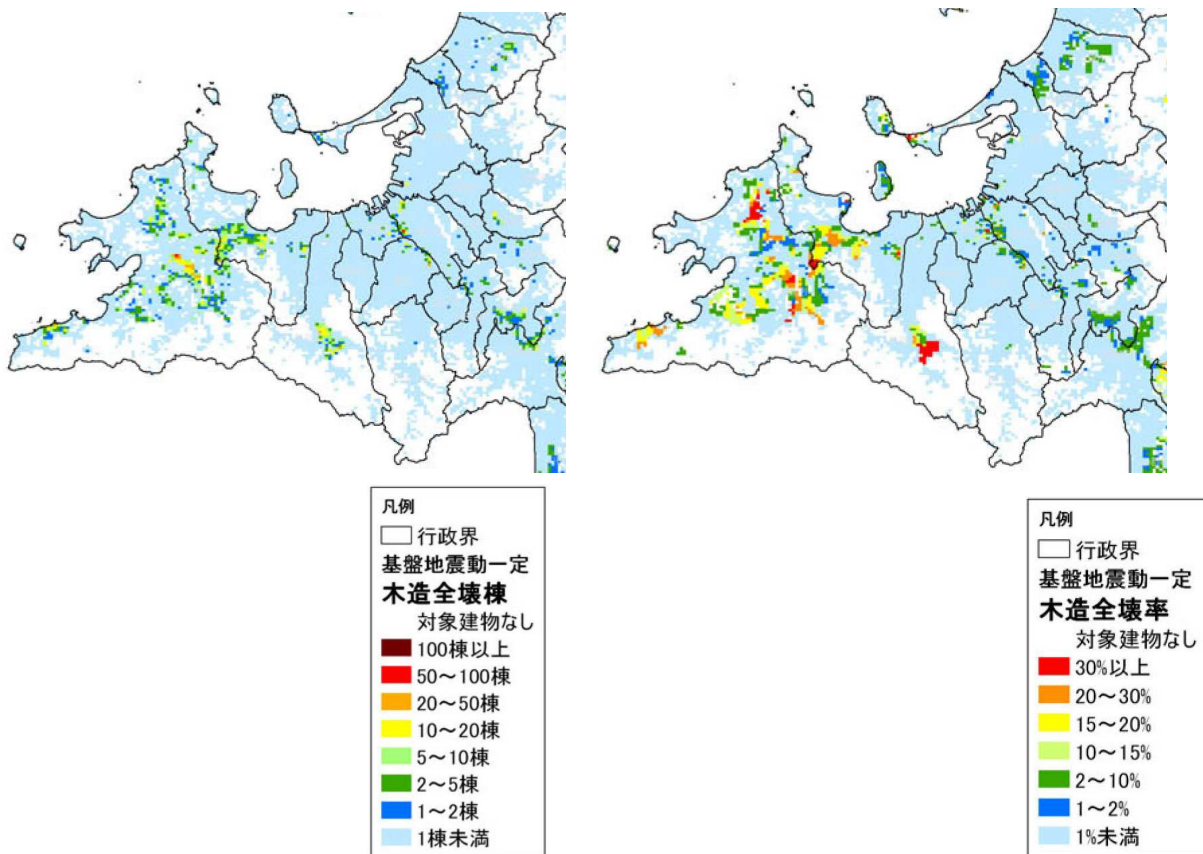 凡例
行政界
基盤地震動一定
木造全壊棟
対象建物なし
100棟以上
50～100棟
20～50棟
10～20棟
5～10棟
2～5棟
1～2棟
1棟未満
凡例
行政界
基盤地震動一定
木造全壊率
対象建物なし
30%以上
20～30%
15～20%
10～15%
2～10%
1～2%
1%未満